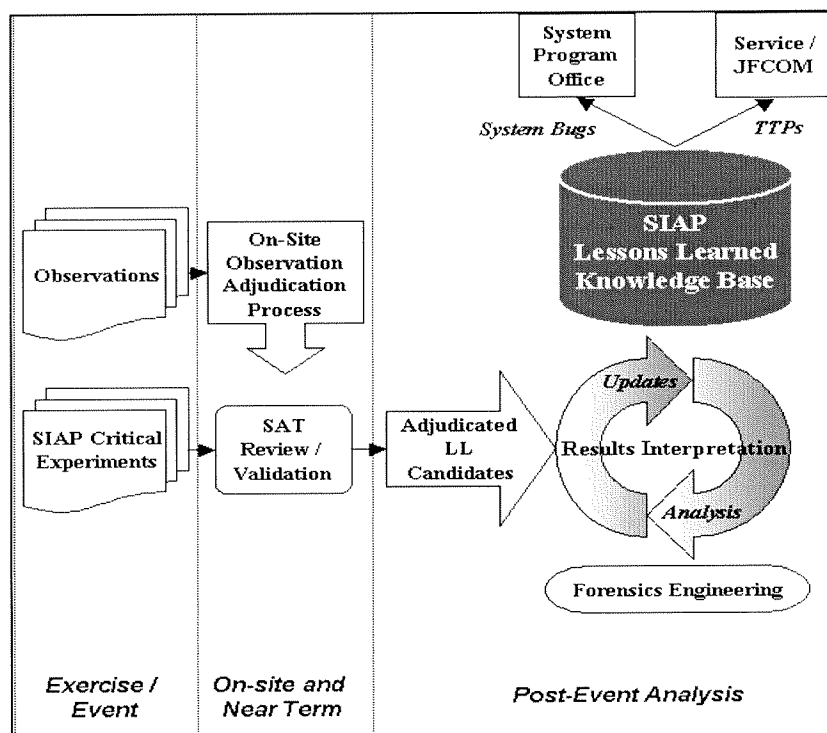 System
Program
Office
Service /
JFCOM
System Bugs
TTPs
SIAP
Lessons Learned
Knowledge Base
Observations
On-Site
Observation
Adjudication
Process
SIAP Critical
Experiments
SAT
Review /
Validation
Adjudicated
LL
Candidates
Updates
Results Interpretation
Analysis
Forensics Engineering
Exercise /
Event
On-site and
Near Term
Post-Event Analysis